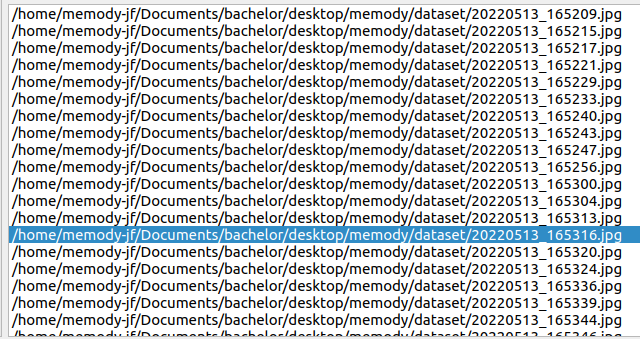 /home/memody-jf/Documents/bachelor/desktop/memody/dataset/20220513_165209.jpg
/home/memody-jf/Documents/bachelor/desktop/memody/dataset/20220513_165215.jpg
/home/memody-jf/Documents/bachelor/desktop/memody/dataset/20220513_165217.jpg
/home/memody-jf/Documents/bachelor/desktop/memody/dataset/20220513_165221.jpg
/home/memody-jf/Documents/bachelor/desktop/memody/dataset/20220513_165229.jpg
/home/memody-jf/Documents/bachelor/desktop/memody/dataset/20220513_165233.jpg
/home/memody-jf/Documents/bachelor/desktop/memody/dataset/20220513_165240.jpg
/home/memody-jf/Documents/bachelor/desktop/memody/dataset/20220513_165243.jpg
/home/memody-jf/Documents/bachelor/desktop/memody/dataset/20220513_165247.jpg
/home/memody-jf/Documents/bachelor/desktop/memody/dataset/20220513_165256.jpg
/home/memody-jf/Documents/bachelor/desktop/memody/dataset/20220513_165300.jpg
/home/memody-jf/Documents/bachelor/desktop/memody/dataset/20220513_165304.jpg
/home/memody-jf/Documents/bachelor/desktop/memody/dataset/20220513_165313.jpg
/home/memody-jf/Documents/bachelor/desktop/memody/dataset/20220513_165316.jpg
/home/memody-jf/Documents/bachelor/desktop/memody/dataset/20220513_165320.jpg
/home/memody-jf/Documents/bachelor/desktop/memody/dataset/20220513_165324.jpg
/home/memody-jf/Documents/bachelor/desktop/memody/dataset/20220513_165336.jpg
/home/memody-jf/Documents/bachelor/desktop/memody/dataset/20220513_165339.jpg
/home/memody-jf/Documents/bachelor/desktop/memody/dataset/20220513_165344.jpg